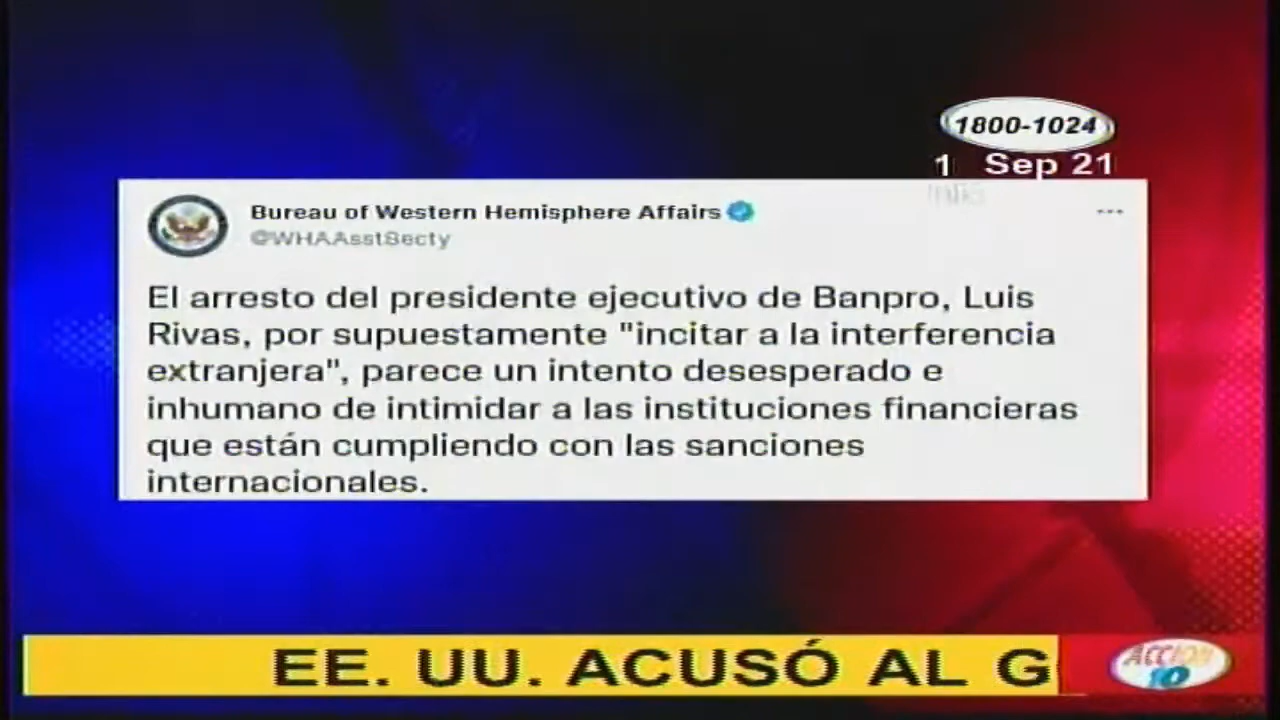 1800-1024
1 Sep 21
Bureau of Western Hemisphere Affairs
@WHAAsstSecty
El arresto del presidente ejecutivo de Banpro, Luis
Rivas, por supuestamente "incitar a la interferencia
extranjera", parece un intento desesperado e
inhumano de intimidar a las instituciones financieras
que están cumpliendo con las sanciones
internacionales.
EE. UU. ACUSÓ AL G
ACCION
10